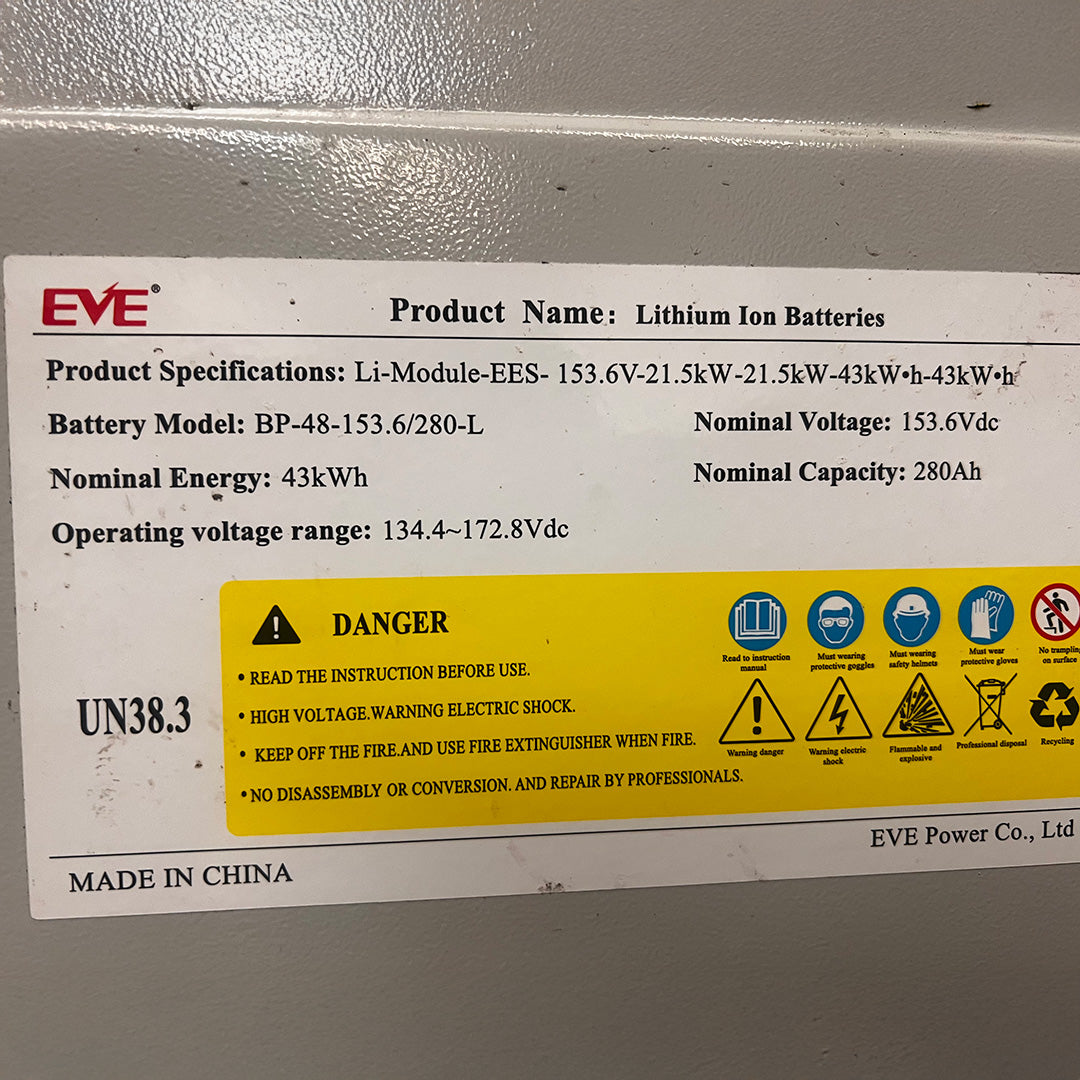 EVE®
Product Name: Lithium Ion Batteries
Product Specifications: Li-Module-EES- 153.6V-21.5kW-21.5kW-43kW•h-43kW•h
Battery Model: BP-48-153.6/280-L
Nominal Voltage: 153.6Vdc
Nominal Energy: 43kWh
Nominal Capacity: 280Ah
Operating voltage range: 134.4~172.8Vdc
UN38.3
DANGER
• READ THE INSTRUCTION BEFORE USE.
• HIGH VOLTAGE.WARNING ELECTRIC SHOCK.
• KEEP OFF THE FIRE.AND USE FIRE EXTINGUISHER WHEN FIRE.
• NO DISASSEMBLY OR CONVERSION. AND REPAIR BY PROFESSIONALS.
Read to instruction
manual
Must wearing
protective goggles
Must wearing
safety helmets
Must wear
protective gloves
No trampling
on surface
Warning danger
Warning electric
shock
Flammable and
explosive
Professional disposal
Recycling
EVE Power Co., Ltd
MADE IN CHINA